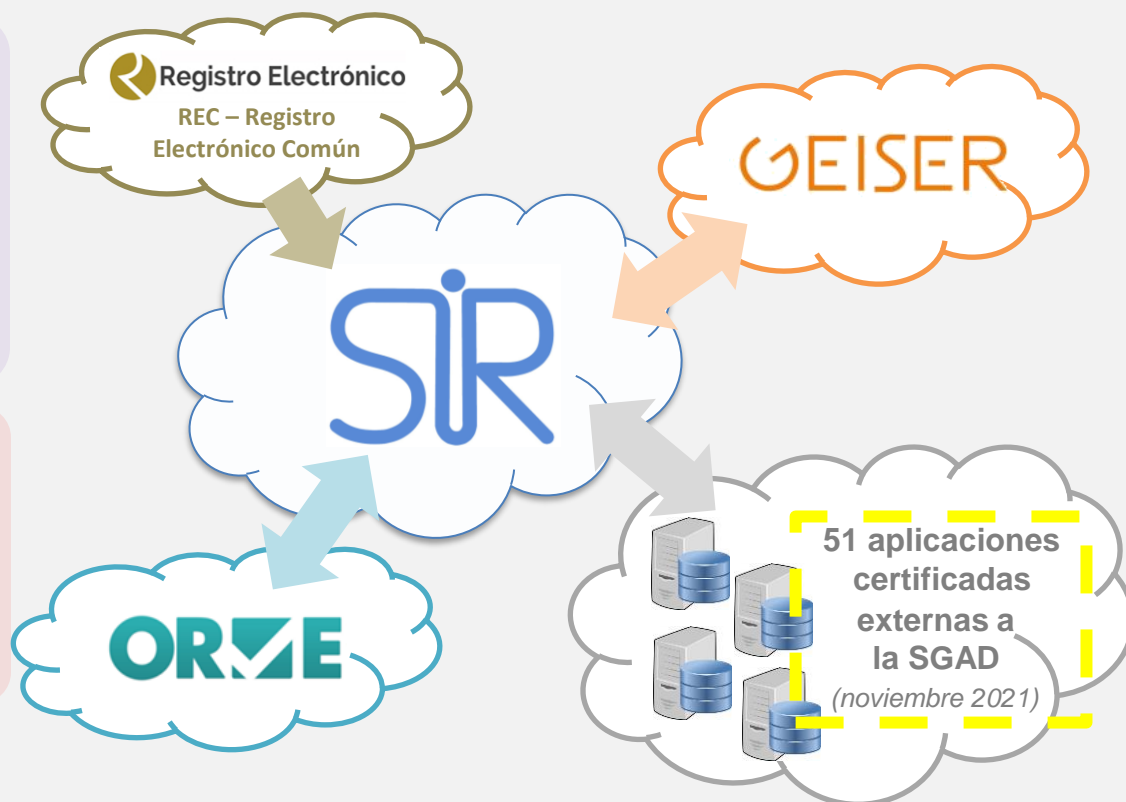 Registro Electrónico
REC – Registro
Electrónico Común
GEISER
SIR
ORVE
51 aplicaciones
certificadas
externas a
la SGAD
(noviembre 2021)